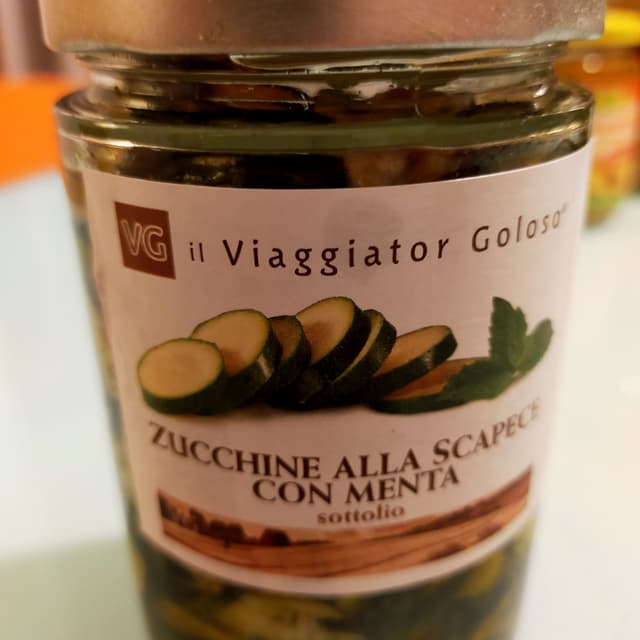 VG
il Viaggiator Goloso®
ZUCCHINE ALLA SCAPECE
CON MENTA
sottolio